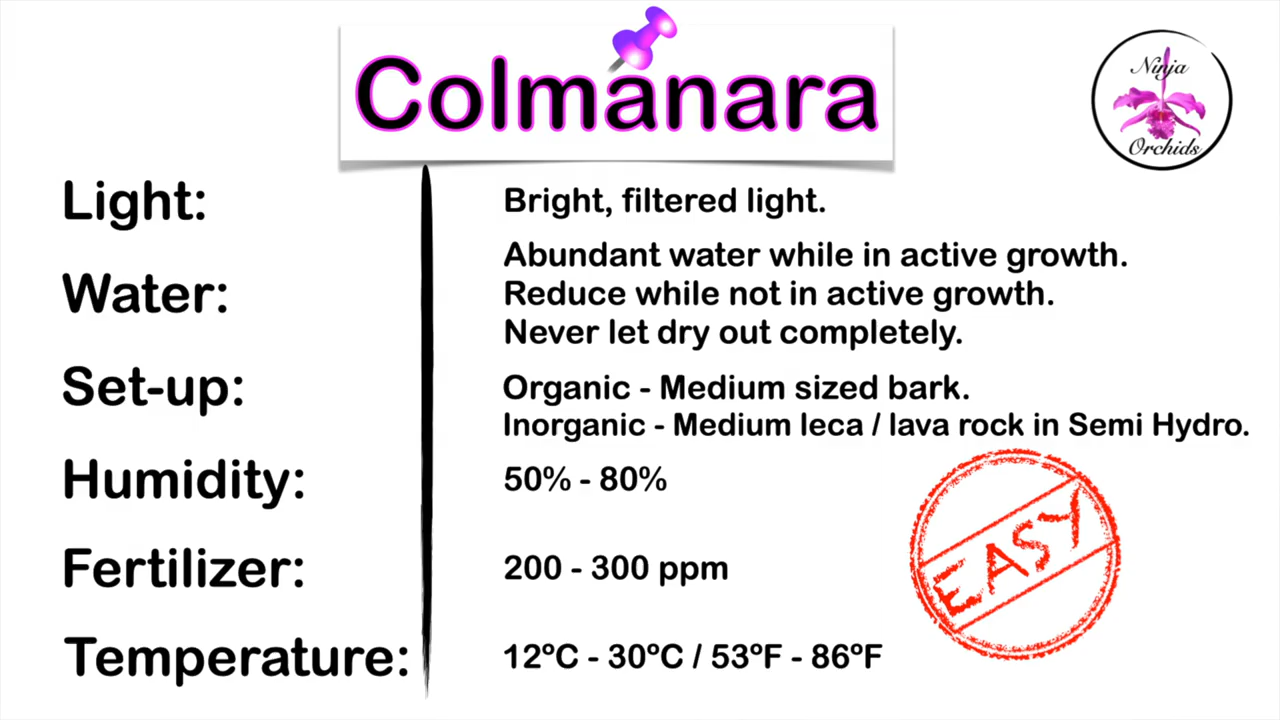 Colmanara
Ninja
Orchids
Light:
Bright, filtered light.
Water:
Abundant water while in active growth.
Reduce while not in active growth.
Never let dry out completely.
Set-up:
Organic - Medium sized bark.
Inorganic - Medium leca / lava rock in Semi Hydro.
Humidity:
50% - 80%
EASY
Fertilizer:
200 - 300 ppm
Temperature:
12ºC - 30ºC / 53ºF - 86ºF